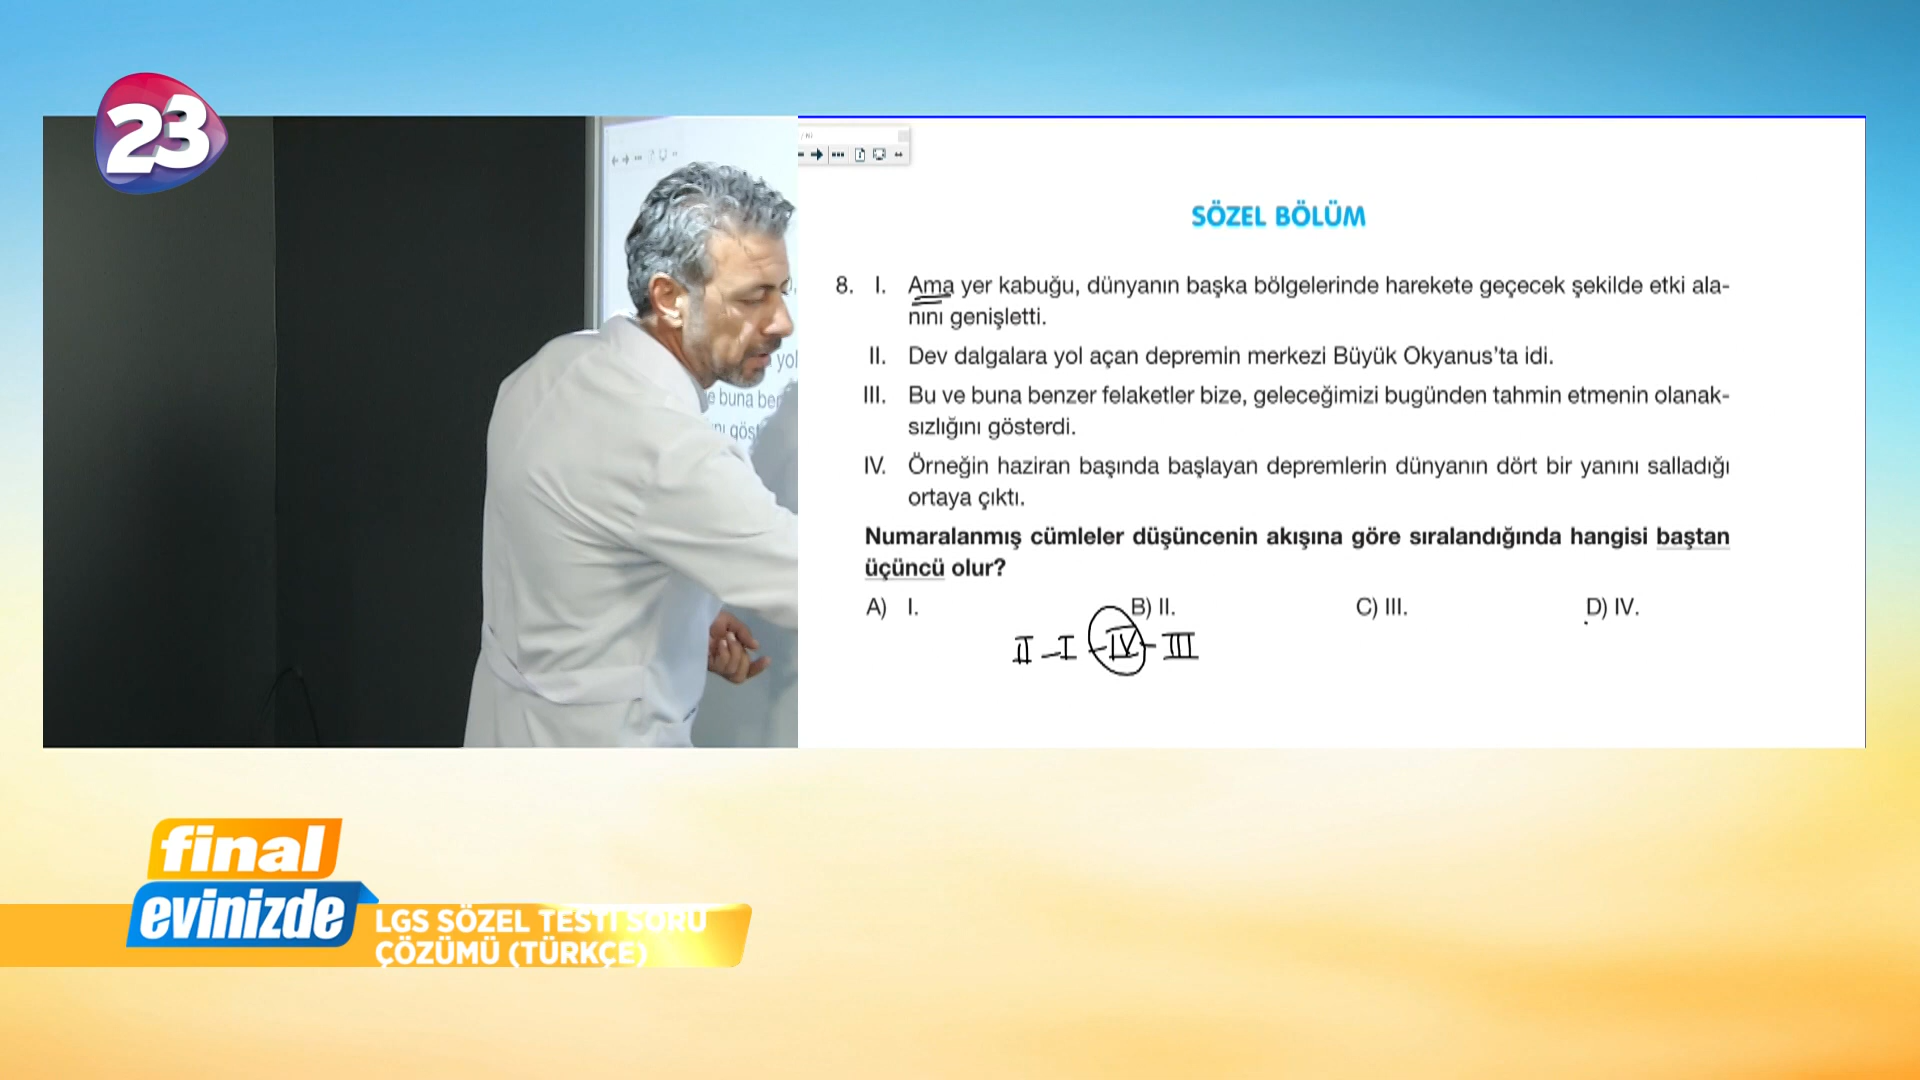 23
SÖZEL BÖLÜM
8. I. Ama yer kabuğu, dünyanın başka bölgelerinde harekete geçecek şekilde etki ala-
nını genişletti.
II. Dev dalgalara yol açan depremin merkezi Büyük Okyanus’ta idi.
III. Bu ve buna benzer felaketler bize, geleceğimizi bugünden tahmin etmenin olanak-
sızlığını gösterdi.
IV. Örneğin haziran başında başlayan depremlerin dünyanın dört bir yanını salladığı
ortaya çıktı.
Numaralanmış cümleler düşüncenin akışına göre sıralandığında hangisi baştan
üçüncü olur?
A) I. B) II. C) III. D) IV.
II - I - IV - III
yol
e buna ben
final
evinizde
LGS SÖZEL TESTİ SORU
ÇÖZÜMÜ (TÜRKÇE)